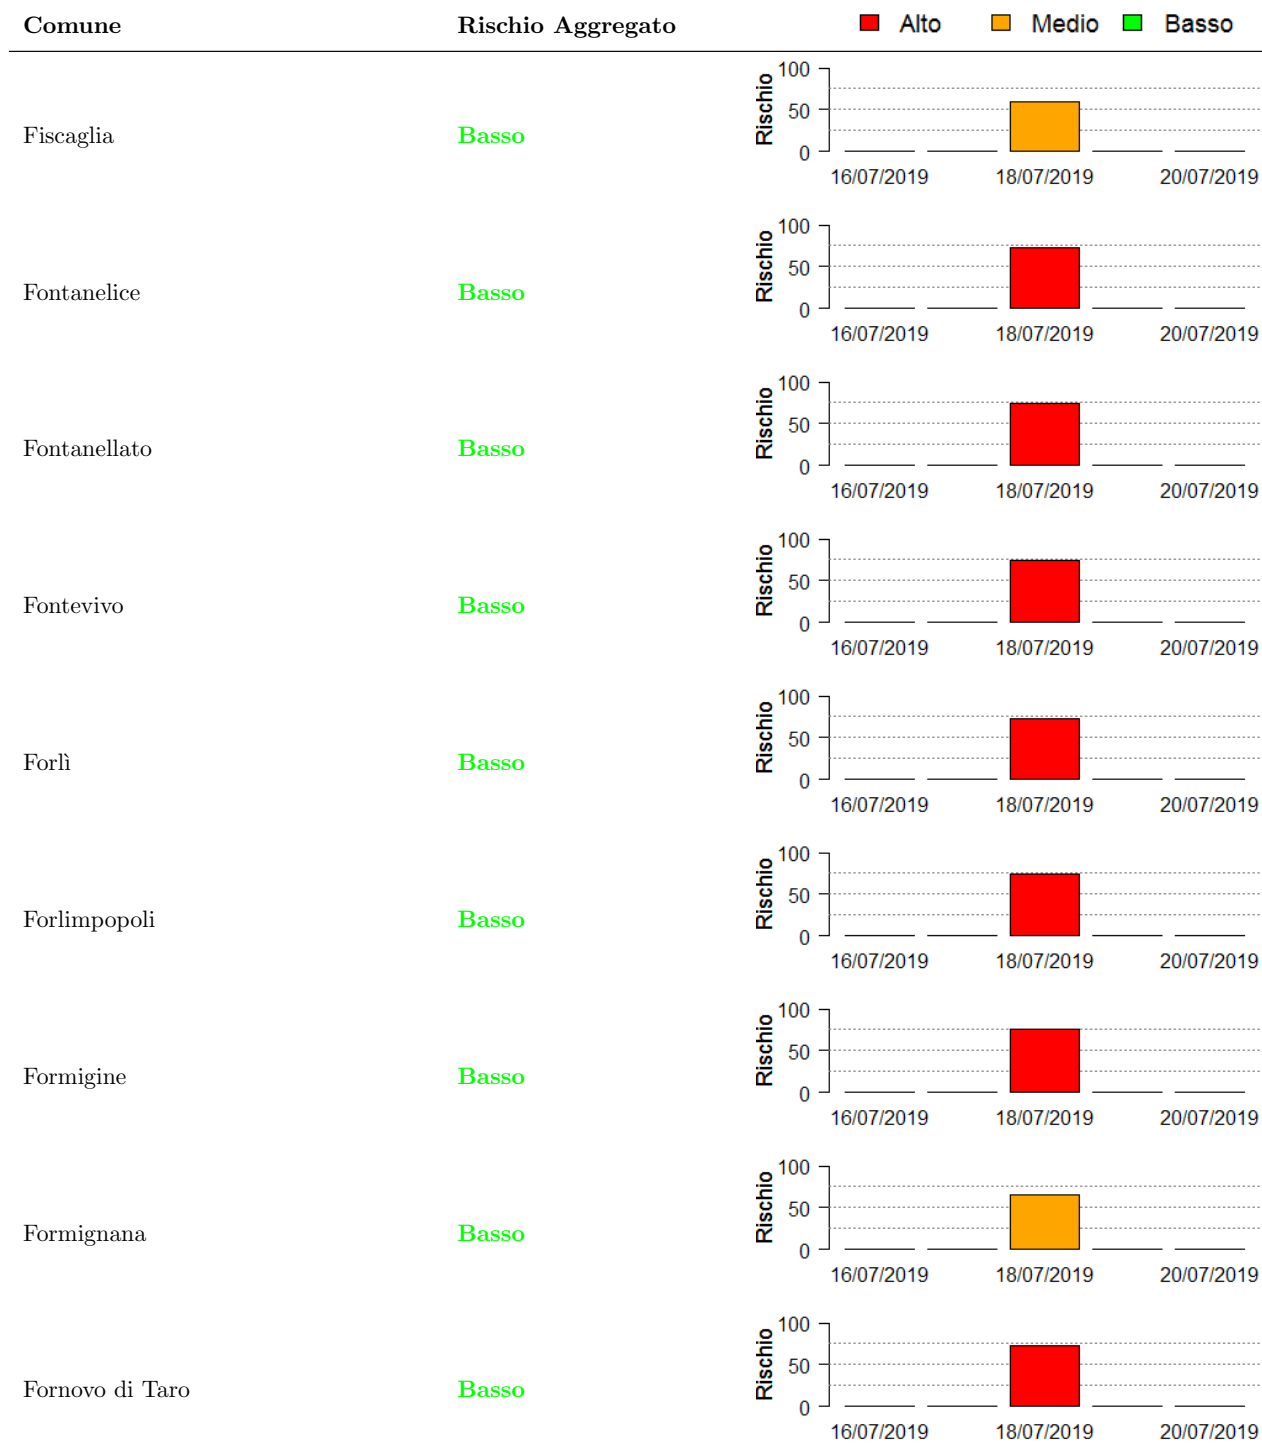 Comune Rischio Aggregato Alto Medio Basso
Fiscaglia Basso
Rischio
100
50
0
16/07/2019 18/07/2019 20/07/2019
Fontanelice Basso
Rischio
100
50
0
16/07/2019 18/07/2019 20/07/2019
Fontanellato Basso
Rischio
100
50
0
16/07/2019 18/07/2019 20/07/2019
Fontevivo Basso
Rischio
100
50
0
16/07/2019 18/07/2019 20/07/2019
Forlì Basso
Rischio
100
50
0
16/07/2019 18/07/2019 20/07/2019
Forlimpopoli Basso
Rischio
100
50
0
16/07/2019 18/07/2019 20/07/2019
Formigine Basso
Rischio
100
50
0
16/07/2019 18/07/2019 20/07/2019
Formignana Basso
Rischio
100
50
0
16/07/2019 18/07/2019 20/07/2019
Fornovo di Taro Basso
Rischio
100
50
0
16/07/2019 18/07/2019 20/07/2019